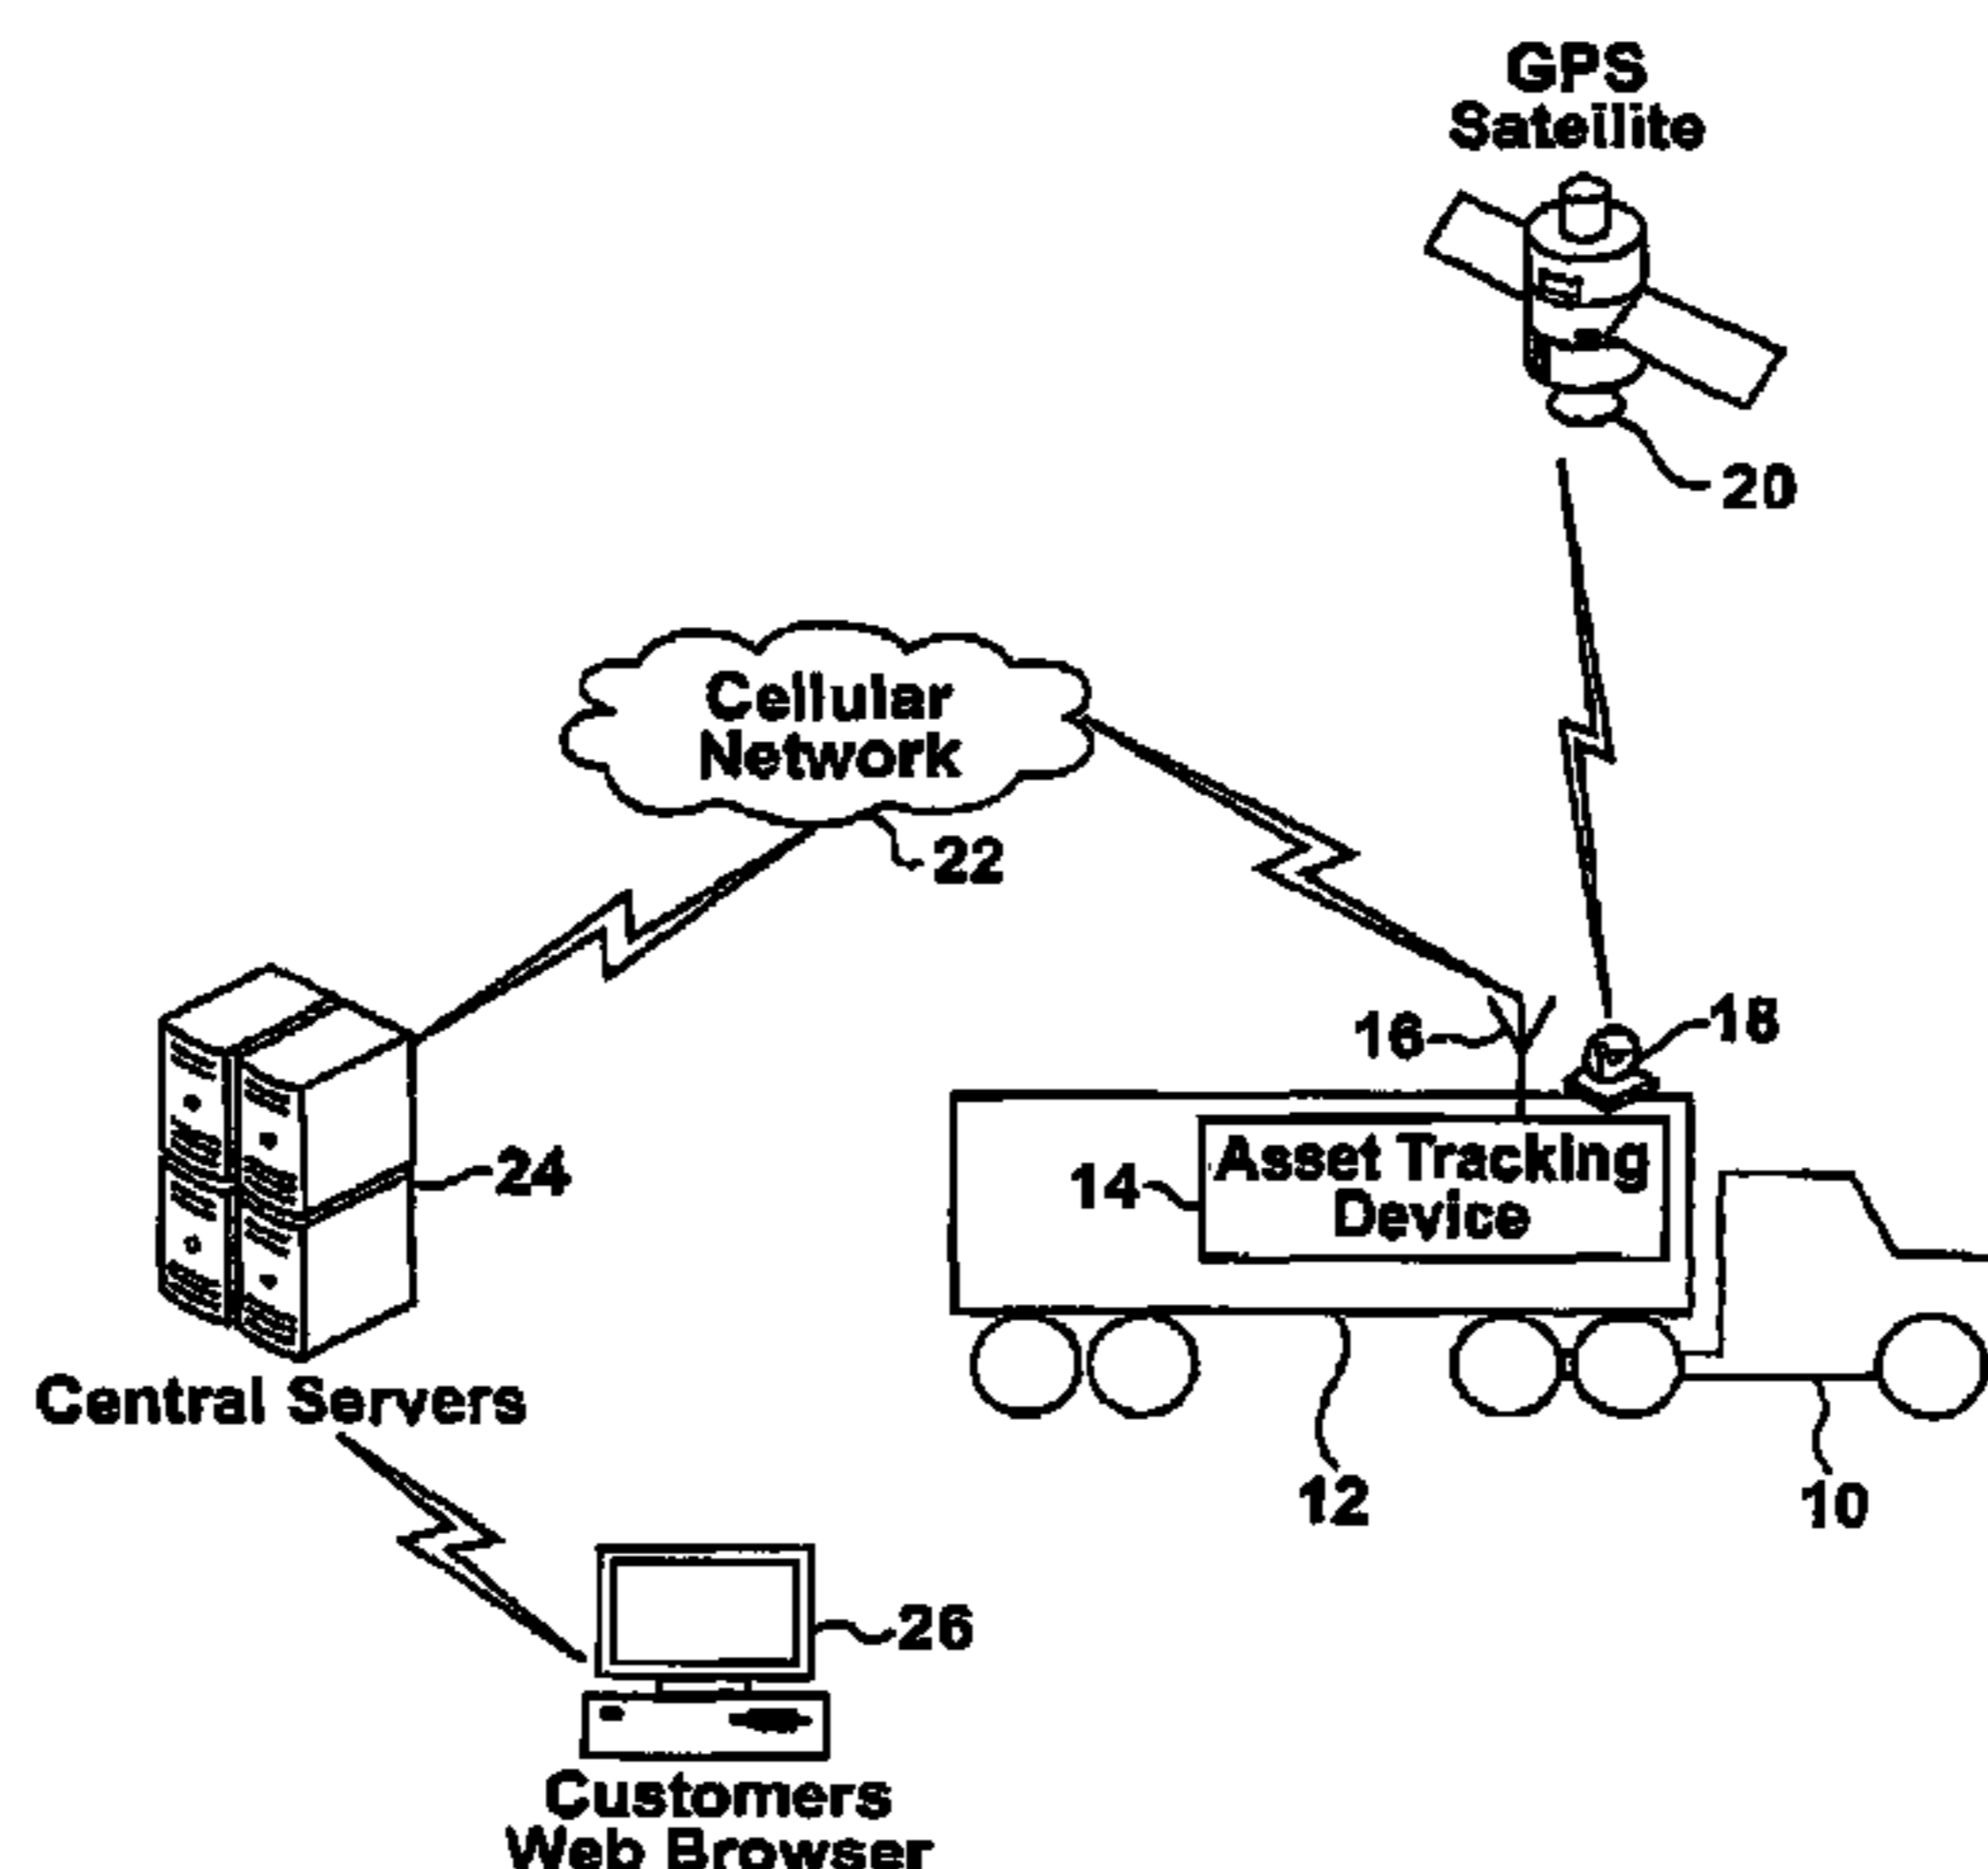 GPS
Satellite
20
Cellular
Network
22
16
18
Asset Tracking
Device
14
24
Central Servers
12
10
26
Customers
Web Browser